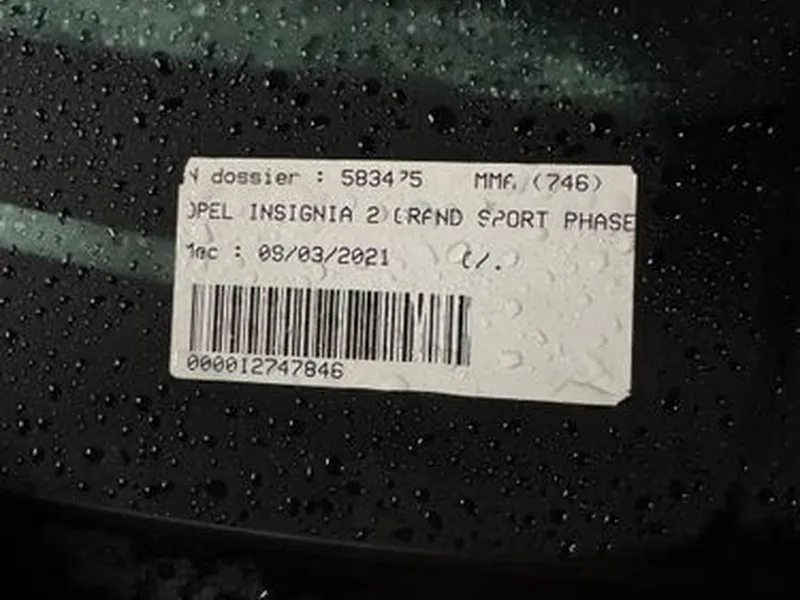 dossier : 583475 MMA (746)
OPEL INSIGNIA 2 GRAND SPORT PHASE
Mec : 08/03/2021
000012747846